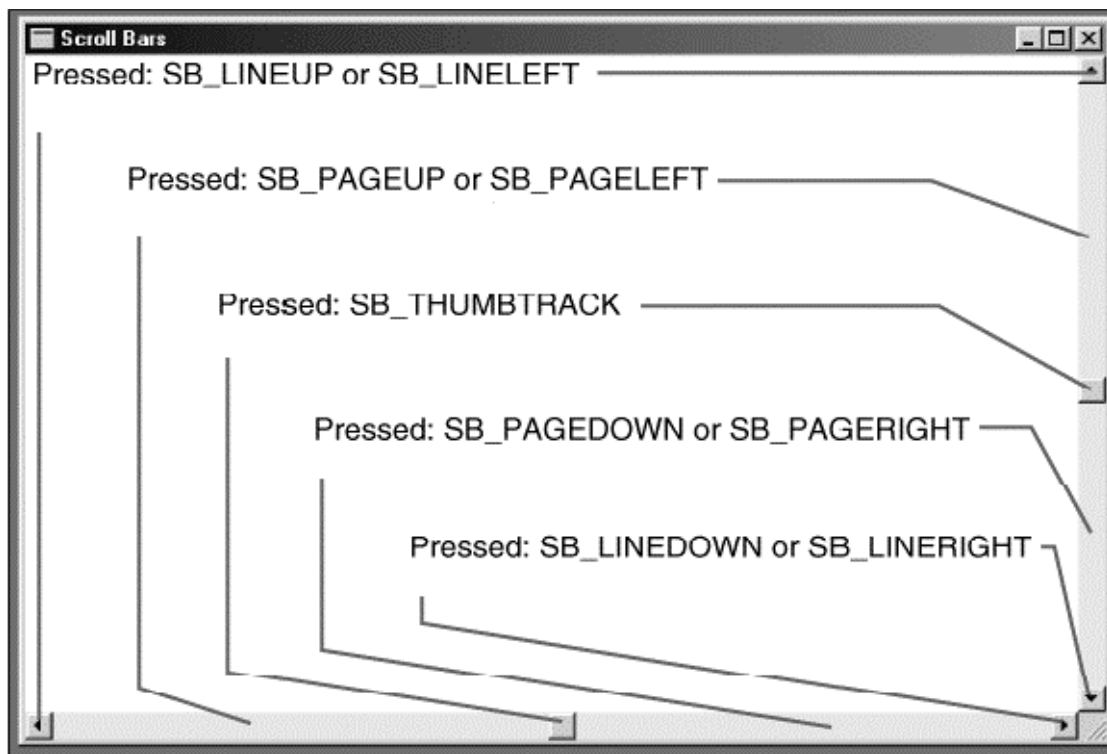 Scroll Bars
Pressed: SB_LINEUP or SB_LINELEFT
Pressed: SB_PAGEUP or SB_PAGELEFT
Pressed: SB_THUMBTRACK
Pressed: SB_PAGEDOWN or SB_PAGERIGHT
Pressed: SB_LINEDOWN or SB_LINERIGHT